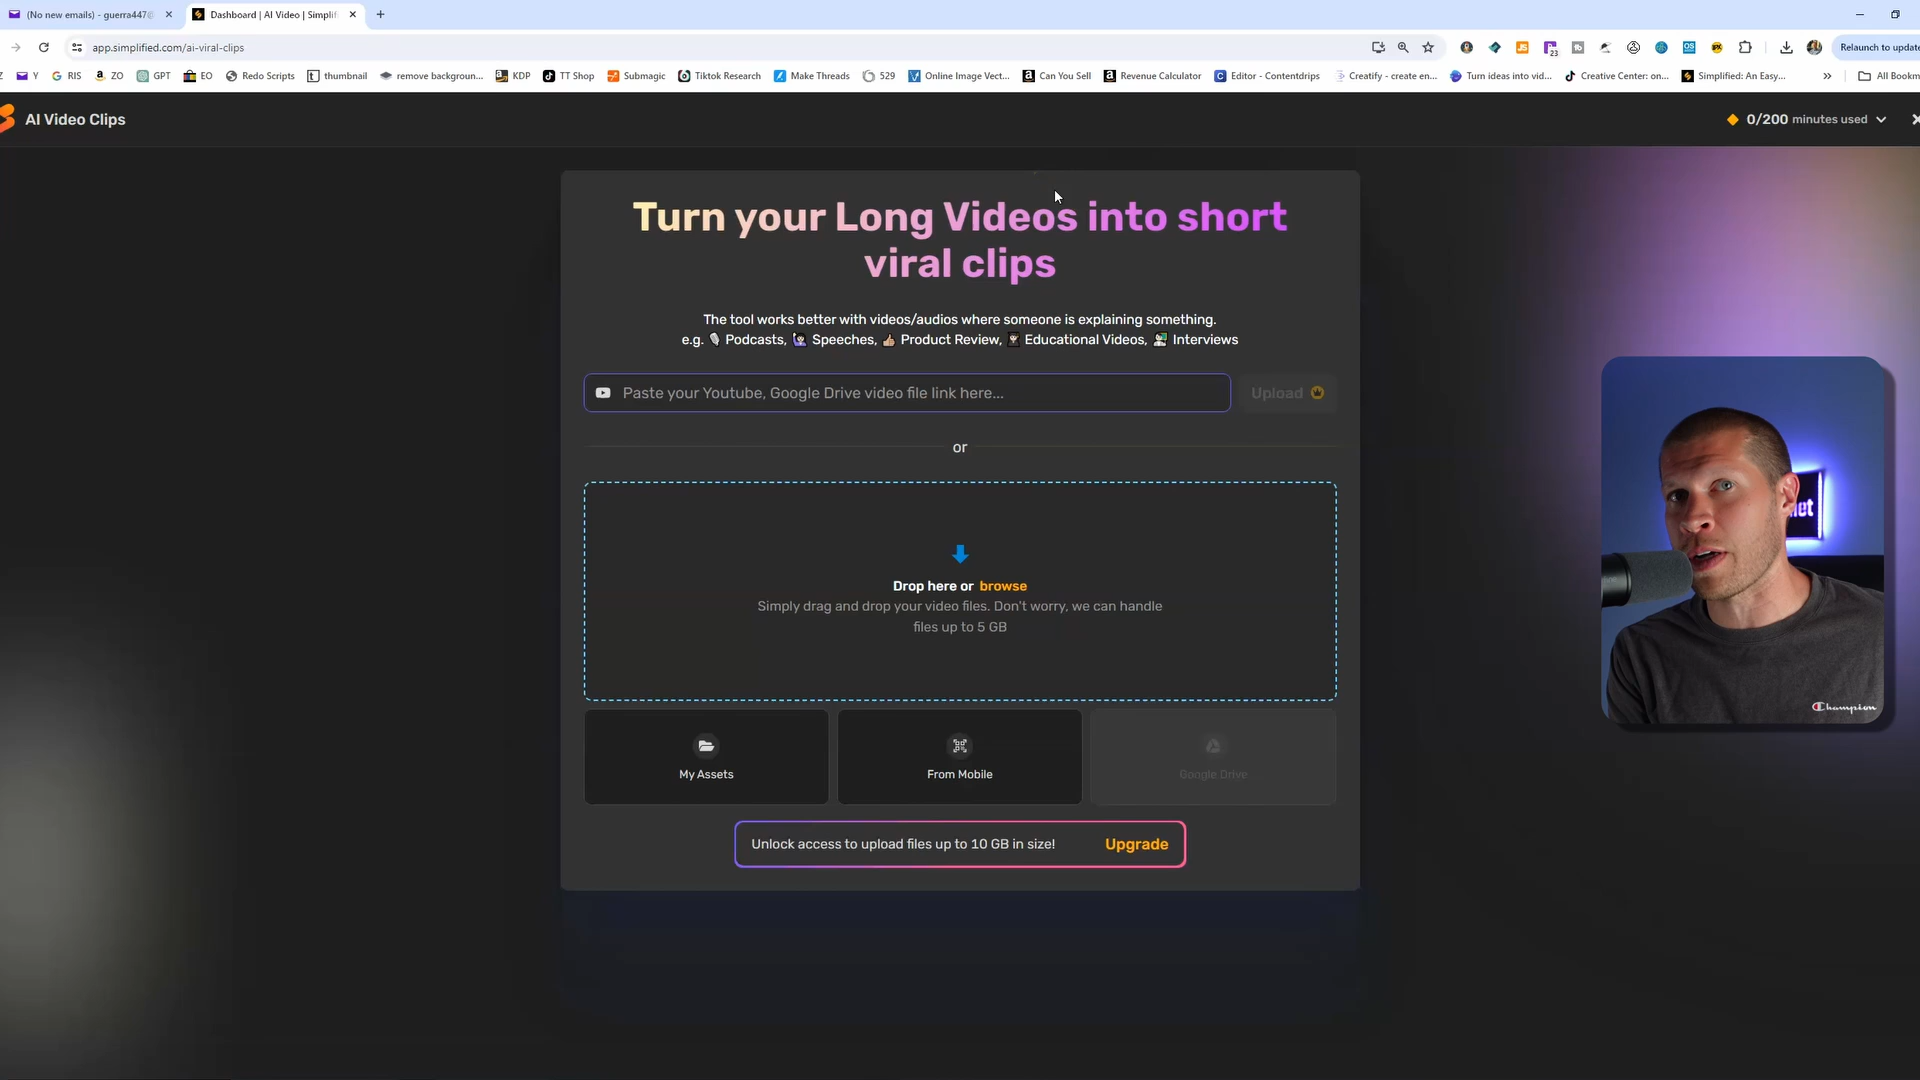 (No new emails) - guerra447@
Dashboard | AI Video | Simplifi
app.simplified.com/ai-viral-clips
23
Relaunch to update
Z
Y
RIS
ZO
GPT
EO
Redo Scripts
thumbnail
remove backgroun...
KDP
TT Shop
Submagic
Tiktok Research
Make Threads
529
Online Image Vect...
Can You Sell
Revenue Calculator
Editor - Contentdrips
Creatify - create en...
Turn ideas into vid...
Creative Center: on...
Simplified: An Easy...
»
All Bookm
AI Video Clips
0/200 minutes used
Turn your Long Videos into short
viral clips
The tool works better with videos/audios where someone is explaining something.
e.g. 🎙 Podcasts, 🙋🏻‍♀️ Speeches, 👍🏼 Product Review, 👩🏻‍🎓 Educational Videos, 👨🏻‍🏫 Interviews
Paste your Youtube, Google Drive video file link here...
Upload
or
Drop here or browse
Simply drag and drop your video files. Don't worry, we can handle
files up to 5 GB
My Assets
From Mobile
Google Drive
Unlock access to upload files up to 10 GB in size!
Upgrade
Champion